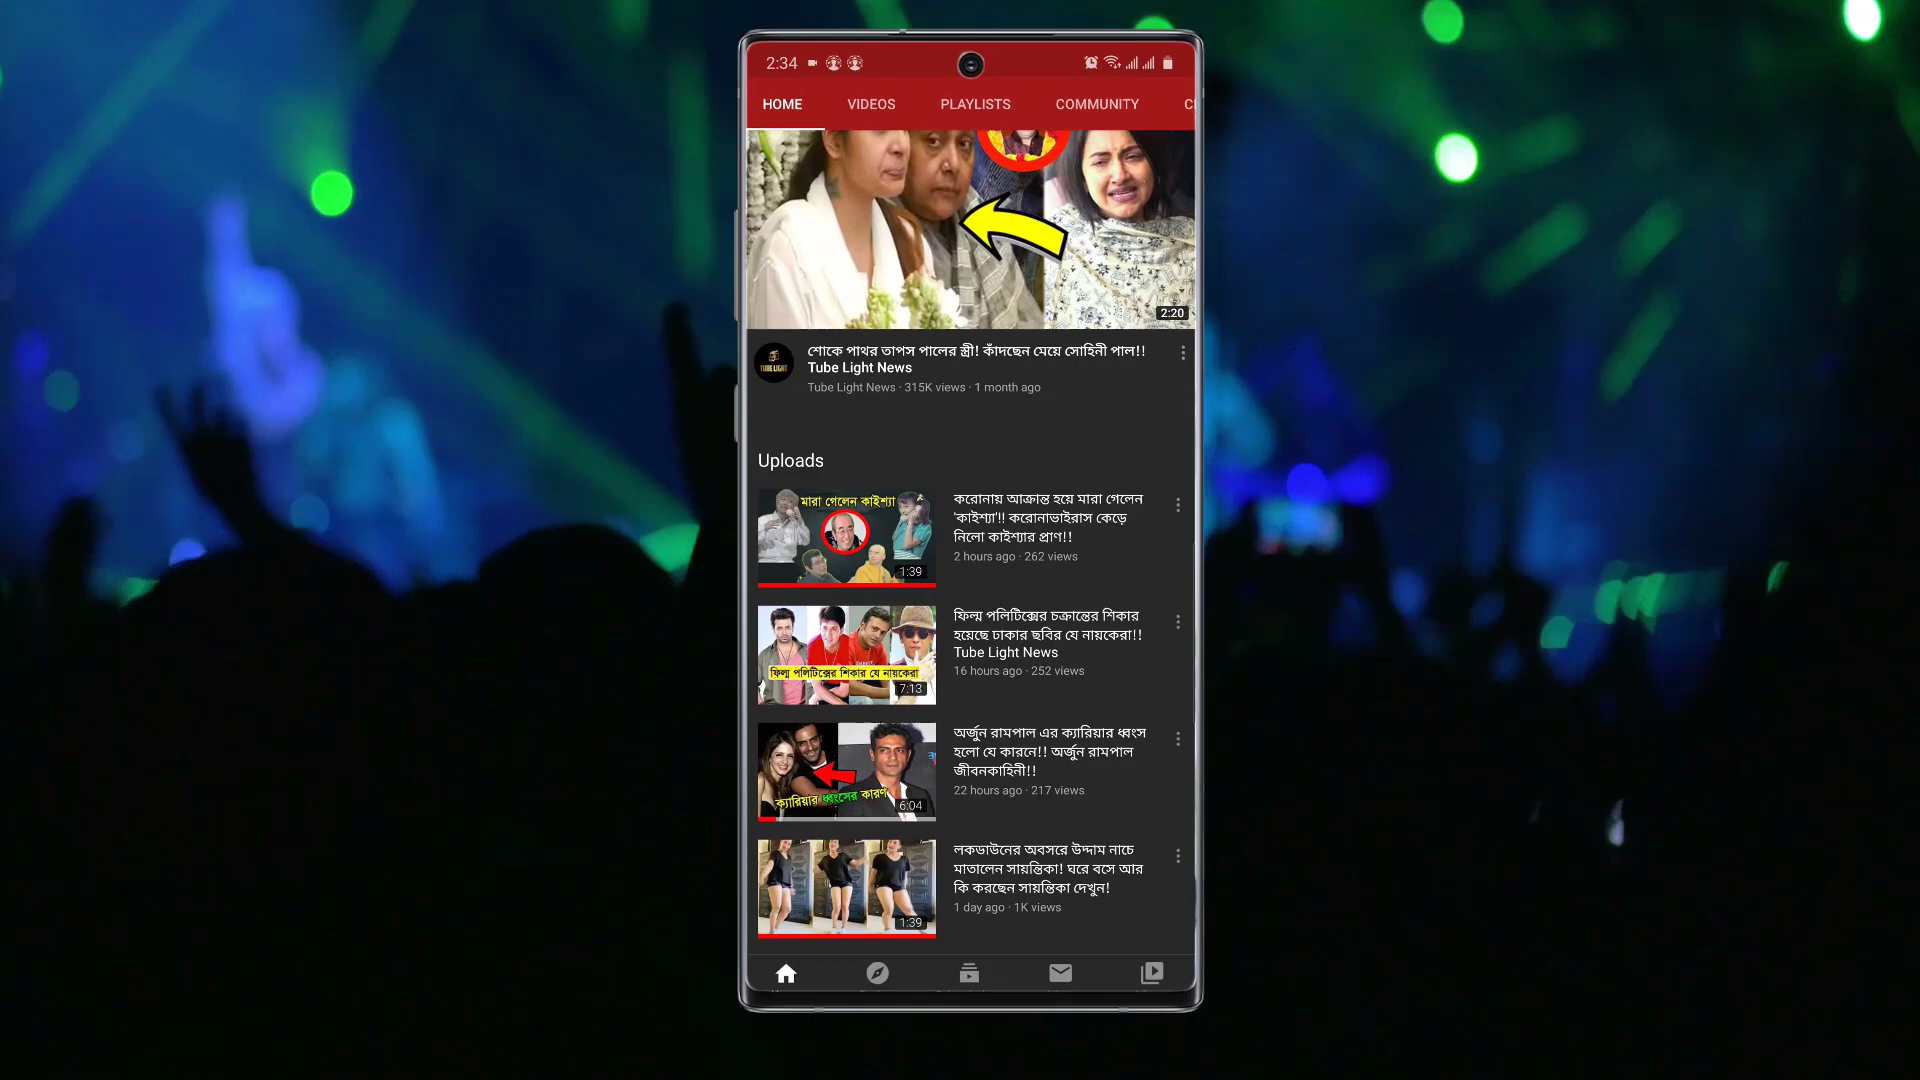 2:34
HOME VIDEOS PLAYLISTS COMMUNITY
2:20
TUBE LIGHT
শোকে পাথর তাপস পালের স্ত্রী! কাঁদছেন মেয়ে সোহিনী পাল!!
Tube Light News
Tube Light News · 315K views · 1 month ago
Uploads
মারা গেলেন কাইশ্যা
1:39
করোনায় আক্রান্ত হয়ে মারা গেলেন
'কাইশ্যা'!! করোনাভাইরাস কেড়ে
নিলো কাইশ্যার প্রাণ!!
2 hours ago · 262 views
ফিল্ম পলিটিক্সের শিকার যে নায়কেরা
7:13
ফিল্ম পলিটিক্সের চক্রান্তের শিকার
হয়েছে ঢাকার ছবির যে নায়কেরা!!
Tube Light News
16 hours ago · 252 views
ক্যারিয়ার ধ্বংসের কারণ
6:04
অর্জুন রামপাল এর ক্যারিয়ার ধ্বংস
হলো যে কারনে!! অর্জুন রামপাল
জীবনকাহিনী!!
22 hours ago · 217 views
1:39
লকডাউনের অবসরে উদ্দাম নাচে
মাতালেন সায়ন্তিকা! ঘরে বসে আর
কি করছেন সায়ন্তিকা দেখুন!
1 day ago · 1K views